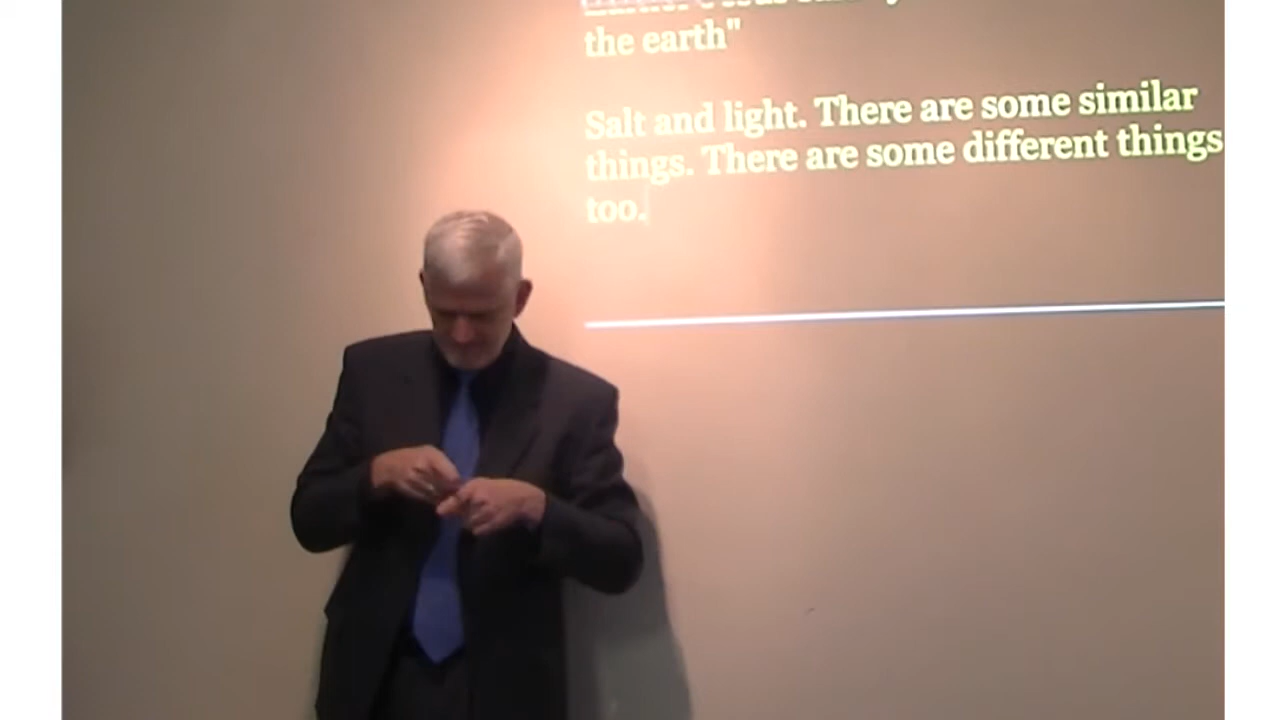 the earth"
Salt and light. There are some similar
things. There are some different things
too.